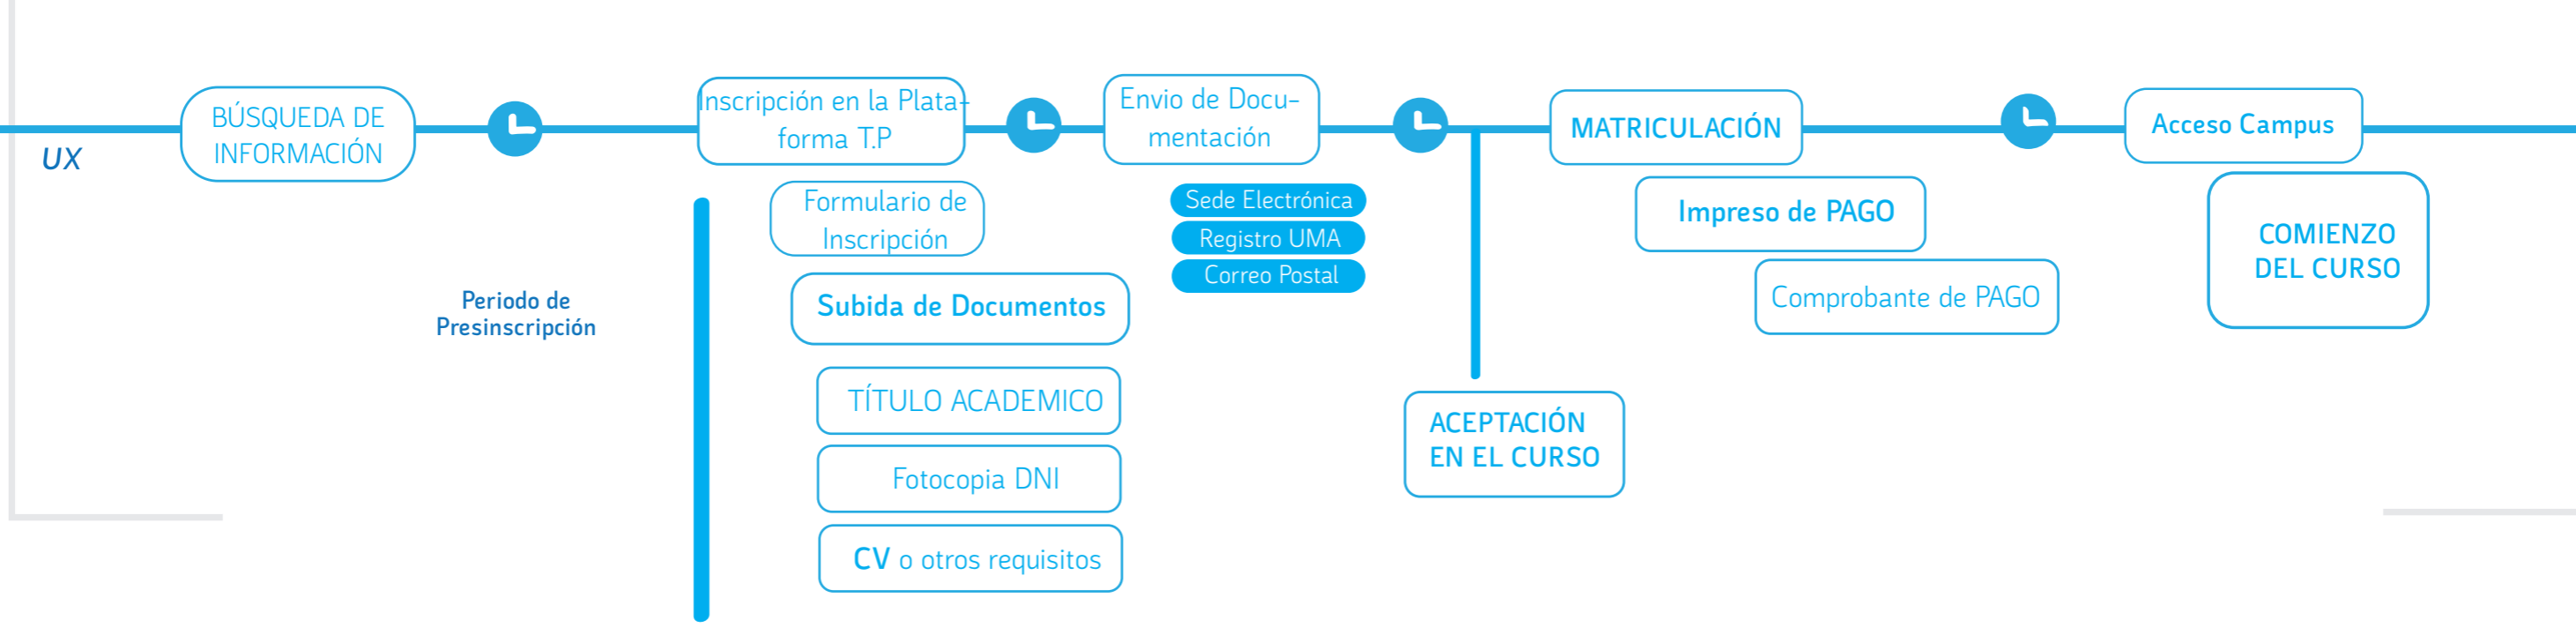 UX
BÚSQUEDA DE
INFORMACIÓN
Periodo de
Presinscripción
Inscripción en la Plata-
forma T.P
Formulario de
Inscripción
Subida de Documentos
TÍTULO ACADEMICO
Fotocopia DNI
CV o otros requisitos
Envio de Docu-
mentación
Sede Electrónica
Registro UMA
Correo Postal
ACEPTACIÓN
EN EL CURSO
MATRICULACIÓN
Impreso de PAGO
Comprobante de PAGO
Acceso Campus
COMIENZO
DEL CURSO